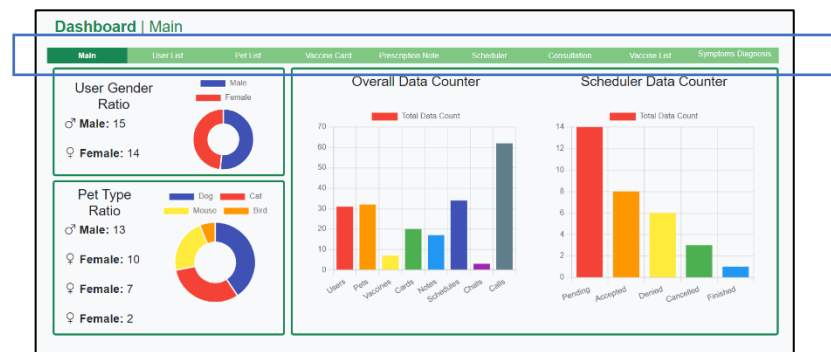 Dashboard | Main
Main User List Pet List Vaccine Card Prescription Note Scheduler Consultation Vaccine List Symptoms Diagnosis
User Gender
Ratio
♂ Male: 15
♀ Female: 14
Male
Female
Pet Type
Ratio
♂ Male: 13
♀ Female: 10
♀ Female: 7
♀ Female: 2
Dog Cat
Mouse Bird
Overall Data Counter
Total Data Count
70
60
50
40
30
20
10
0
Users Pets Vaccines Cards Notes Schedules Chats Calls
Scheduler Data Counter
Total Data Count
14
12
10
8
6
4
2
0
Pending Accepted Denied Cancelled Finished